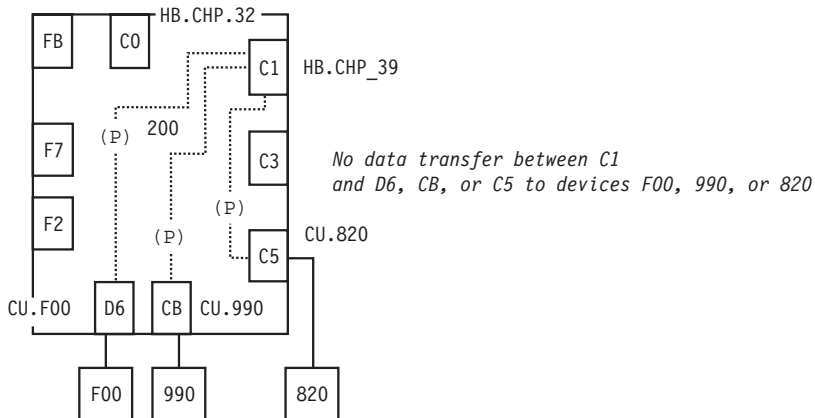 HB.CHP.32
FB
C0
C1
HB.CHP_39
(P)
200
F7
C3
No data transfer between C1
and D6, CB, or C5 to devices F00, 990, or 820
F2
(P)
(P)
CU.820
C5
CU.F00
D6
CB
CU.990
F00
990
820